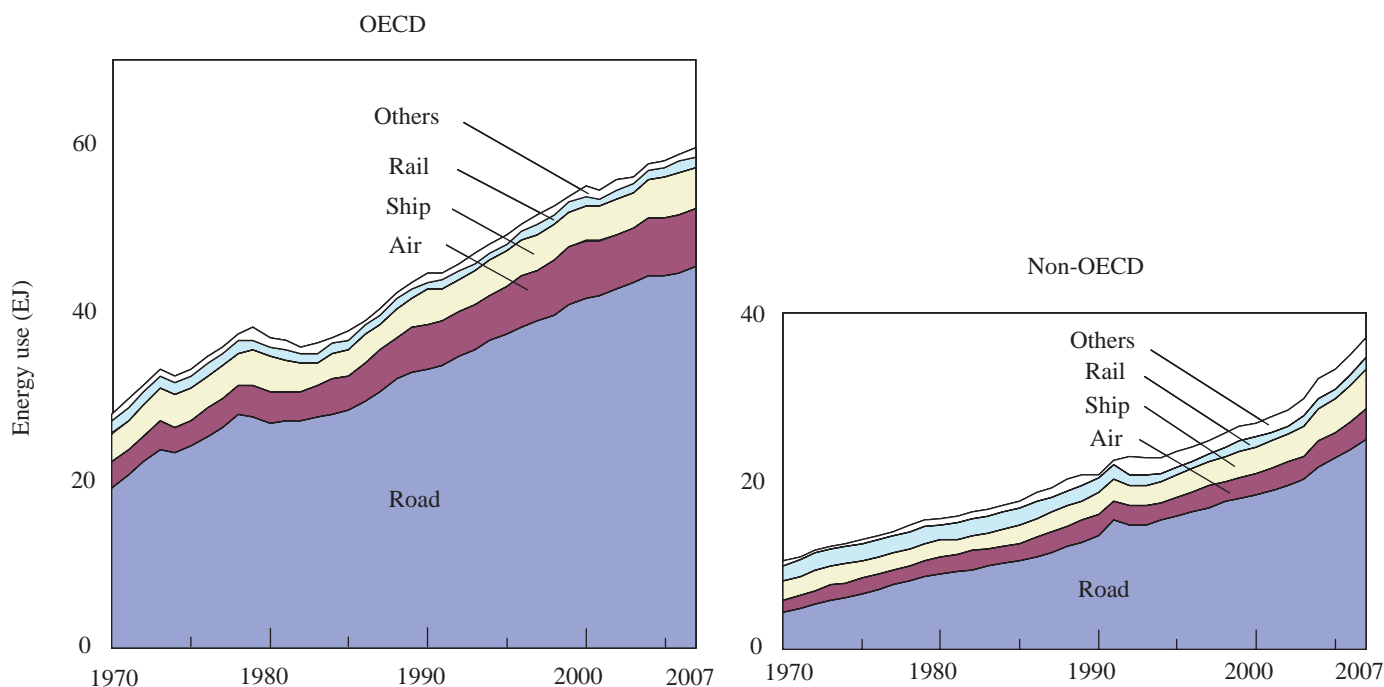 OECD
Energy use (EJ)
60
40
20
0
Others
Rail
Ship
Air
Road
1970
1980
1990
2000
2007
Non-OECD
40
20
0
Others
Rail
Ship
Air
Road
1970
1980
1990
2000
2007